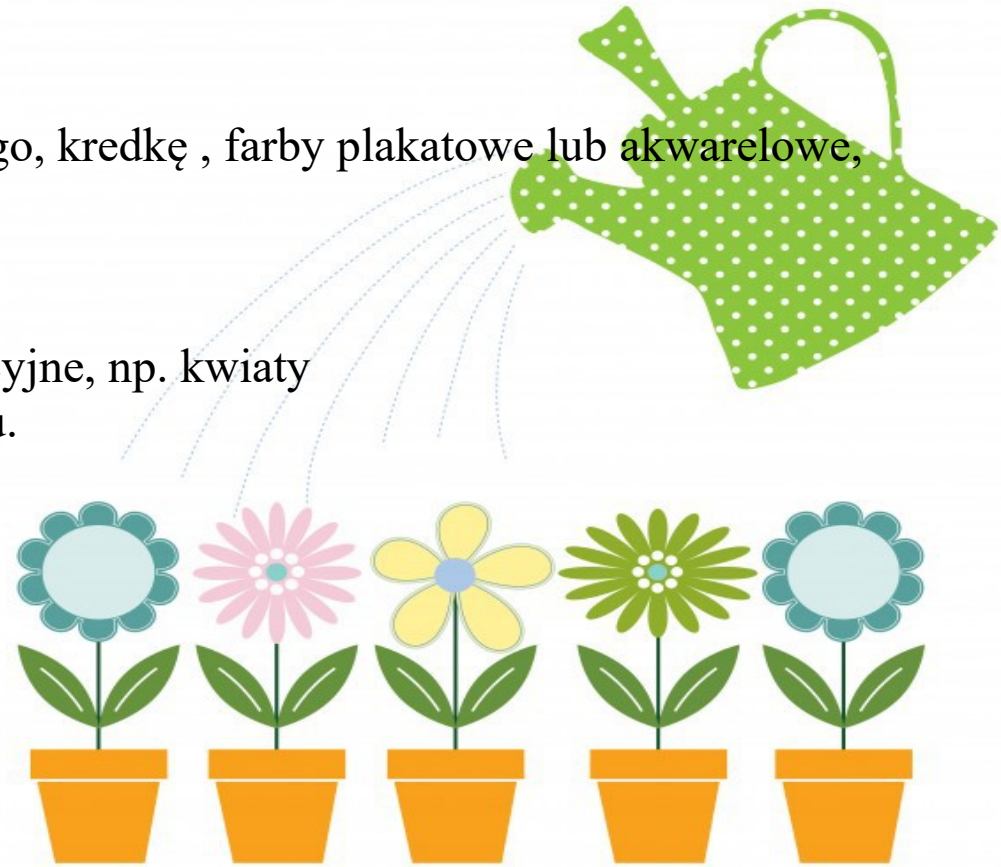 go, kredkę , farby plakatowe lub akwarelowe,
yjne, np. kwiaty